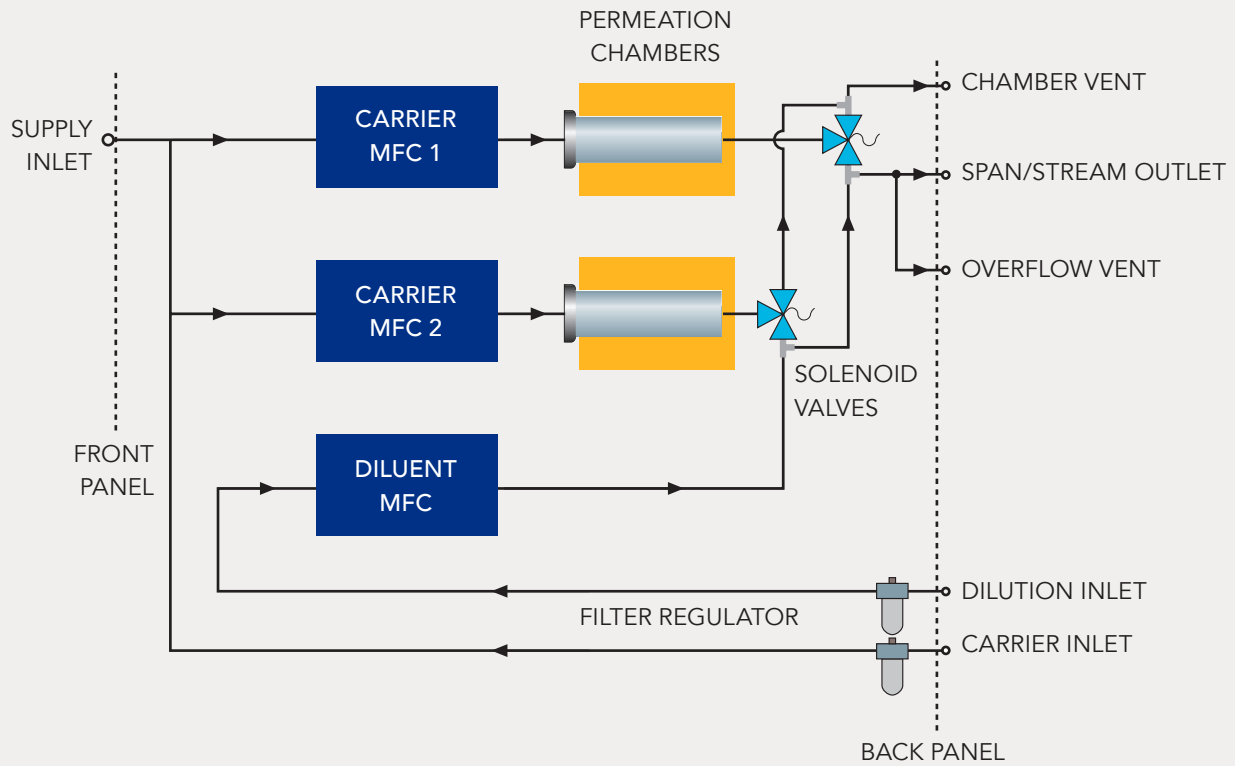 PERMEATION
CHAMBERS
CHAMBER VENT
SUPPLY
INLET
CARRIER
MFC 1
SPAN/STREAM OUTLET
OVERFLOW VENT
CARRIER
MFC 2
SOLENOID
VALVES
FRONT
PANEL
DILUENT
MFC
DILUTION INLET
FILTER REGULATOR
CARRIER INLET
BACK PANEL